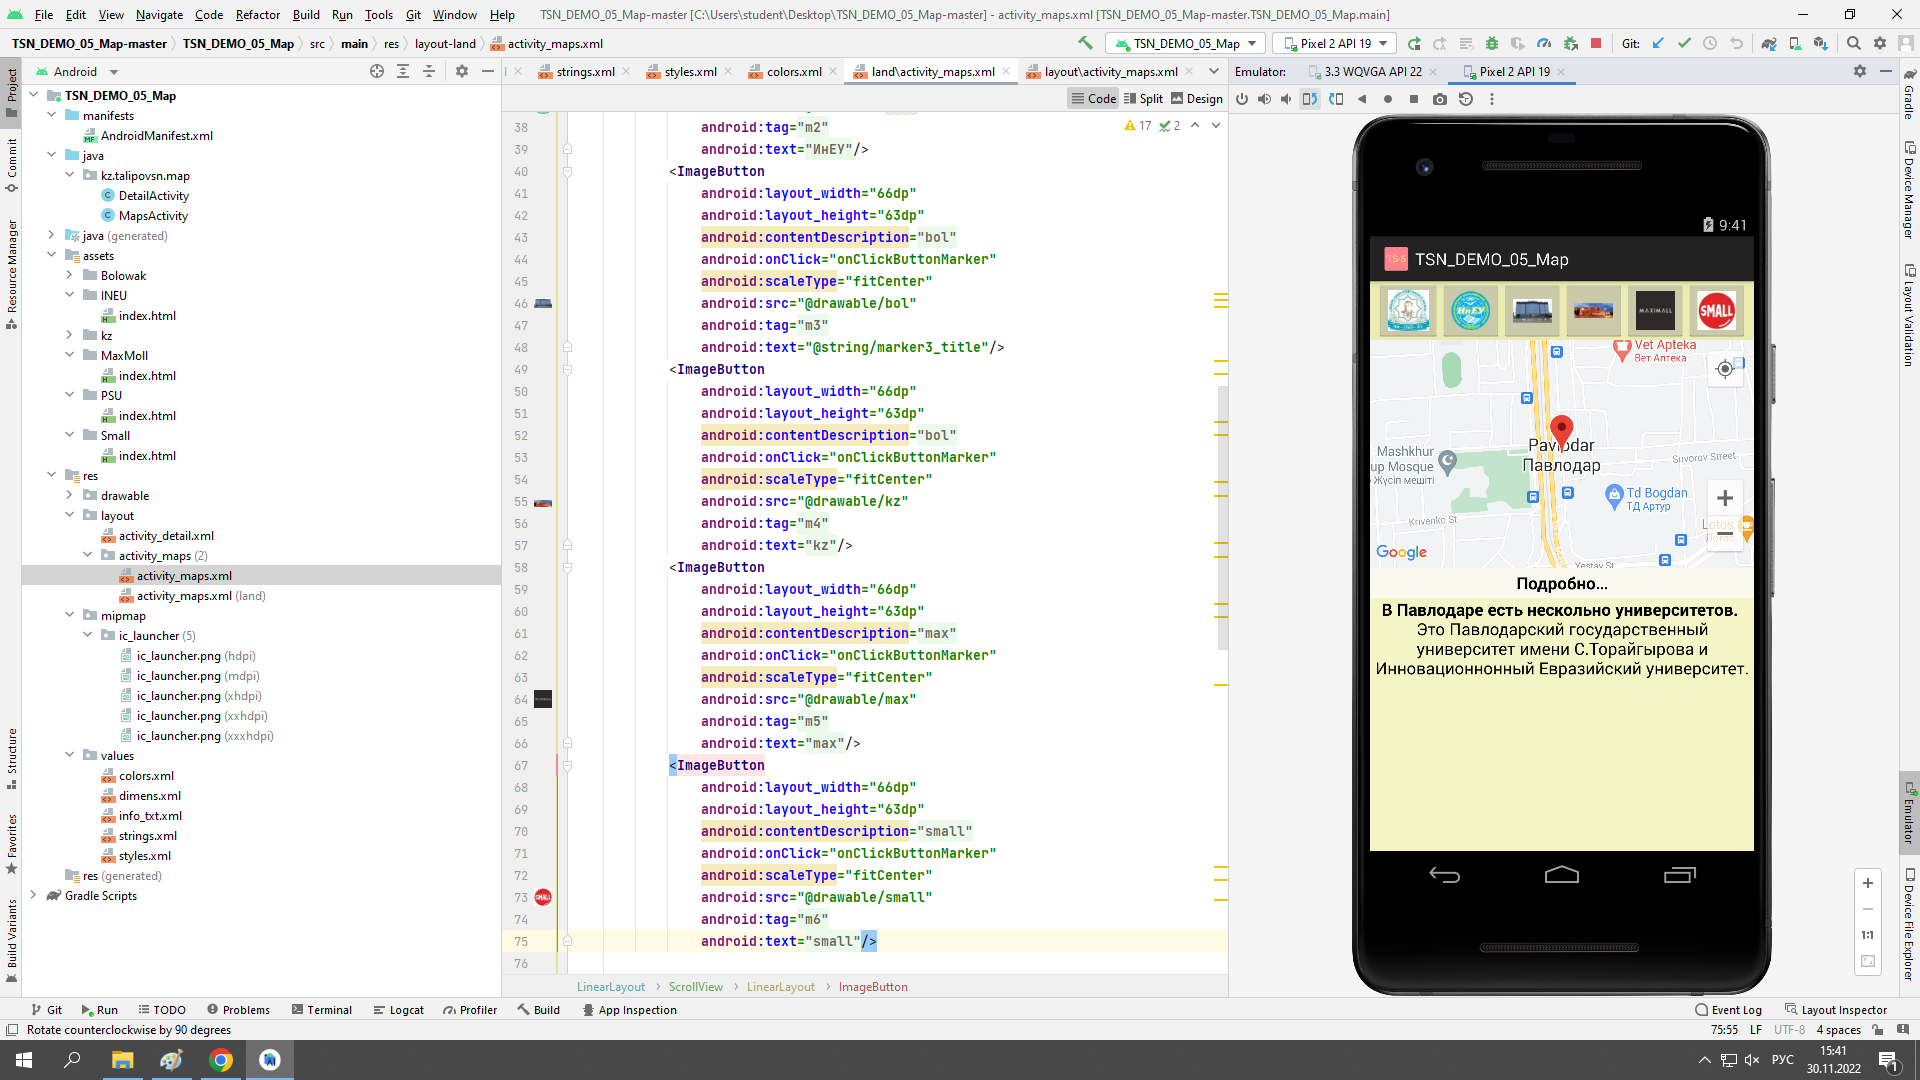 File Edit View Navigate Code Refactor Build Run Tools Git Window Help TSN_DEMO_05_Map-master [C:\Users\student\Desktop\TSN_DEMO_05_Map-master] - activity_maps.xml [TSN_DEMO_05_Map-master.TSN_DEMO_05_Map.main]
TSN_DEMO_05_Map-master TSN_DEMO_05_Map src main res layout-land activity_maps.xml TSN_DEMO_05_Map Pixel 2 API 19 Git:
Android strings.xml styles.xml colors.xml land\activity_maps.xml layout\activity_maps.xml Emulator: 3.3 WQVGA API 22 Pixel 2 API 19
Code Split Design
17 2
Project
Commit
Resource Manager
Structure
Favorites
Build Variants
TSN_DEMO_05_Map
manifests
AndroidManifest.xml
java
kz.talipovsn.map
DetailActivity
MapsActivity
java (generated)
assets
Bolowak
INEU
index.html
kz
MaxMoll
index.html
PSU
index.html
Small
index.html
res
drawable
layout
activity_detail.xml
activity_maps (2)
activity_maps.xml
activity_maps.xml (land)
mipmap
ic_launcher (5)
ic_launcher.png (hdpi)
ic_launcher.png (mdpi)
ic_launcher.png (xhdpi)
ic_launcher.png (xxhdpi)
ic_launcher.png (xxxhdpi)
values
colors.xml
dimens.xml
info_txt.xml
strings.xml
styles.xml
res (generated)
Gradle Scripts
38 android:tag="m2"
39 android:text="ИнЕУ"/>
40 <ImageButton
41 android:layout_width="66dp"
42 android:layout_height="63dp"
43 android:contentDescription="bol"
44 android:onClick="onClickButtonMarker"
45 android:scaleType="fitCenter"
46 android:src="@drawable/bol"
47 android:tag="m3"
48 android:text="@string/marker3_title"/>
49 <ImageButton
50 android:layout_width="66dp"
51 android:layout_height="63dp"
52 android:contentDescription="bol"
53 android:onClick="onClickButtonMarker"
54 android:scaleType="fitCenter"
55 android:src="@drawable/kz"
56 android:tag="m4"
57 android:text="kz"/>
58 <ImageButton
59 android:layout_width="66dp"
60 android:layout_height="63dp"
61 android:contentDescription="max"
62 android:onClick="onClickButtonMarker"
63 android:scaleType="fitCenter"
64 android:src="@drawable/max"
65 android:tag="m5"
66 android:text="max"/>
67 <ImageButton
68 android:layout_width="66dp"
69 android:layout_height="63dp"
70 android:contentDescription="small"
71 android:onClick="onClickButtonMarker"
72 android:scaleType="fitCenter"
73 android:src="@drawable/small"
74 android:tag="m6"
75 android:text="small"/>
76
LinearLayout ScrollView LinearLayout ImageButton
9:41
TS-5 TSN_DEMO_05_Map
ИнЕУ MAXIMALL SMALL
Vet Apteka
Вет Аптека
Pavlodar
Павлодар
Mashkhur
up Mosque
Жүсіп мешіті
Suvorov Street
Td Bogdan
ТД Артур
Krivenko St
Lotos
Лотос
Google
Yestay St
Подробно...
В Павлодаре есть нескольно университетов.
Это Павлодарский государственный
университет имени С.Торайгырова и
Инновационнонный Евразийский университет.
1:1
Gradle
Device Manager
Layout Validation
Emulator
Device File Explorer
Git Run TODO Problems Terminal Logcat Profiler Build App Inspection Event Log Layout Inspector
Rotate counterclockwise by 90 degrees 75:55 LF UTF-8 4 spaces
РУС 15:41
30.11.2022 1